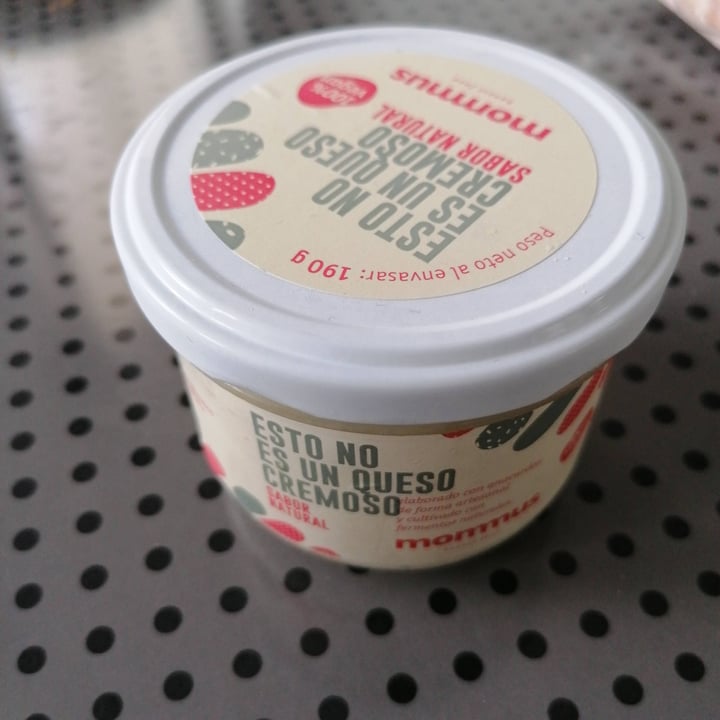 mommus
100%
vegan
ESTO NO
ES UN QUESO
CREMOSO
SABOR NATURAL
Peso neto al envasar: 190 g
ESTO NO
ES UN QUESO
CREMOSO
SABOR
NATURAL
elaborado con anacardos
de forma artesanal
y cultivado con
fermentos naturales
mommus